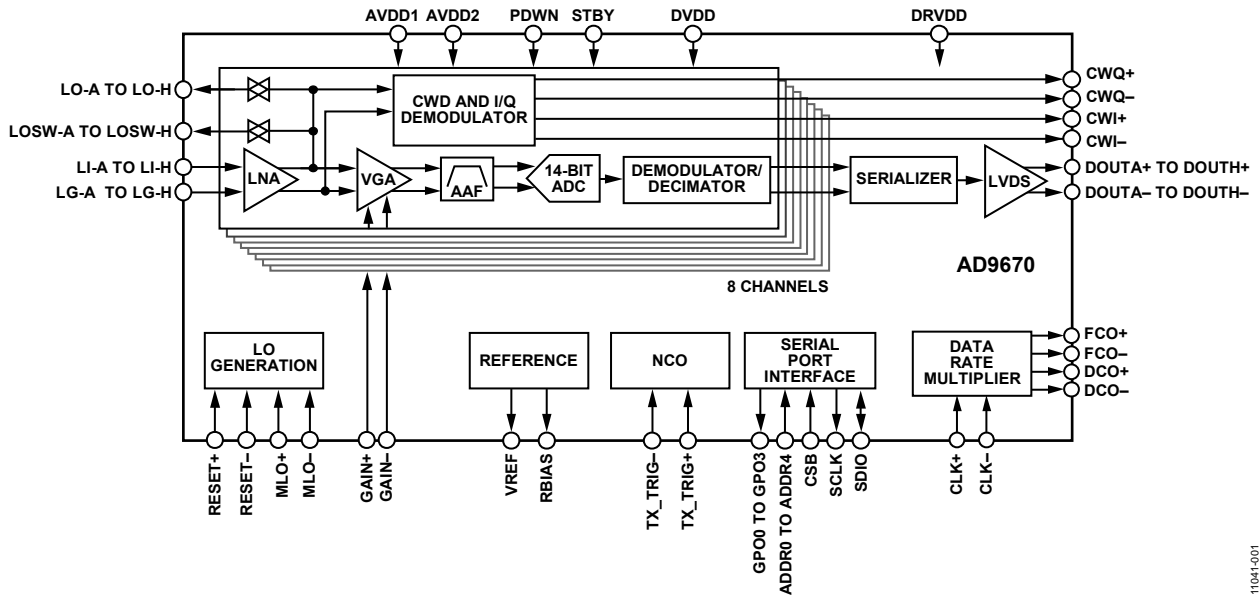 AVDD1 AVDD2 PDWN STBY DVDD DRVDD
LO-A TO LO-H
LOSW-A TO LOSW-H
LI-A TO LI-H
LG-A TO LG-H
CWD AND I/Q
DEMODULATOR
LNA
VGA
AAF
14-BIT
ADC
DEMODULATOR/
DECIMATOR
SERIALIZER
LVDS
CWQ+
CWQ–
CWI+
CWI–
DOUTA+ TO DOUTH+
DOUTA– TO DOUTH–
AD9670
8 CHANNELS
LO
GENERATION
REFERENCE
NCO
SERIAL
PORT
INTERFACE
DATA
RATE
MULTIPLIER
FCO+
FCO–
DCO+
DCO–
RESET+
RESET–
MLO+
MLO–
GAIN+
GAIN–
VREF
RBIAS
TX_TRIG–
TX_TRIG+
GPO0 TO GPO3
ADDR0 TO ADDR4
CSB
SCLK
SDIO
CLK+
CLK–
11041-001